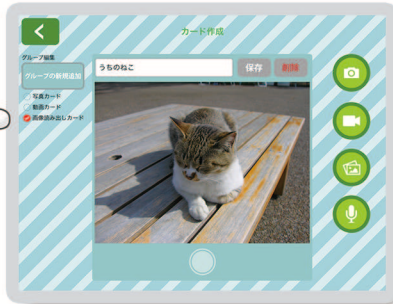 カード作成
グループ編集
グループの新規追加
写真カード
動画カード
画像読み出しカード
うちのねこ
保存
削除